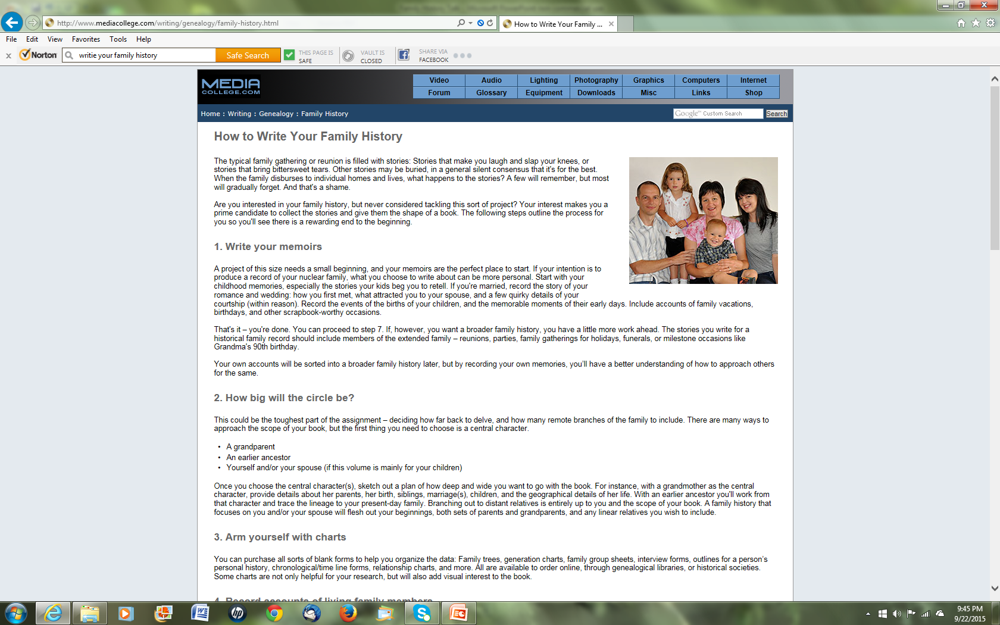 http://www.mediacollege.com/writing/genealogy/family-history.html
How to Write Your Family ...
File Edit View Favorites Tools Help
x Norton writie your family history Safe Search THIS PAGE IS SAFE VAULT IS CLOSED SHARE VIA FACEBOOK
MEDIA
COLLEGE.COM
Video Audio Lighting Photography Graphics Computers Internet
Forum Glossary Equipment Downloads Misc Links Shop
Home : Writing : Genealogy : Family History
Google™ Custom Search Search
How to Write Your Family History
The typical family gathering or reunion is filled with stories: Stories that make you laugh and slap your knees, or
stories that bring bittersweet tears. Other stories may be buried, in a general silent consensus that it's for the best.
When the family disburses to individual homes and lives, what happens to the stories? A few will remember, but most
will gradually forget. And that's a shame.
Are you interested in your family history, but never considered tackling this sort of project? Your interest makes you a
prime candidate to collect the stories and give them the shape of a book. The following steps outline the process for
you so you'll see there is a rewarding end to the beginning.
1. Write your memoirs
A project of this size needs a small beginning, and your memoirs are the perfect place to start. If your intention is to
produce a record of your nuclear family, what you choose to write about can be more personal. Start with your
childhood memories, especially the stories your kids beg you to retell. If you're married, record the story of your
romance and wedding: how you first met, what attracted you to your spouse, and a few quirky details of your
courtship (within reason). Record the events of the births of your children, and the memorable moments of their early days. Include accounts of family vacations,
birthdays, and other scrapbook-worthy occasions.
That's it – you're done. You can proceed to step 7. If, however, you want a broader family history, you have a little more work ahead. The stories you write for a
historical family record should include members of the extended family – reunions, parties, family gatherings for holidays, funerals, or milestone occasions like
Grandma's 90th birthday.
Your own accounts will be sorted into a broader family history later, but by recording your own memories, you'll have a better understanding of how to approach others
for the same.
2. How big will the circle be?
This could be the toughest part of the assignment – deciding how far back to delve, and how many remote branches of the family to include. There are many ways to
approach the scope of your book, but the first thing you need to choose is a central character.
• A grandparent
• An earlier ancestor
• Yourself and/or your spouse (if this volume is mainly for your children)
Once you choose the central character(s), sketch out a plan of how deep and wide you want to go with the book. For instance, with a grandmother as the central
character, provide details about her parents, her birth, siblings, marriage(s), children, and the geographical details of her life. With an earlier ancestor you'll work from
that character and trace the lineage to your present-day family. Branching out to distant relatives is entirely up to you and the scope of your book. A family history that
focuses on you and/or your spouse will flesh out your beginnings, both sets of parents and grandparents, and any linear relatives you wish to include.
3. Arm yourself with charts
You can purchase all sorts of blank forms to help you organize the data: Family trees, generation charts, family group sheets, interview forms, outlines for a person's
personal history, chronological/time line forms, relationship charts, and more. All are available to order online, through genealogical libraries, or historical societies.
Some charts are not only helpful for your research, but will also add visual interest to the book.
4. Record accounts of living family members
9:45 PM
9/22/2015